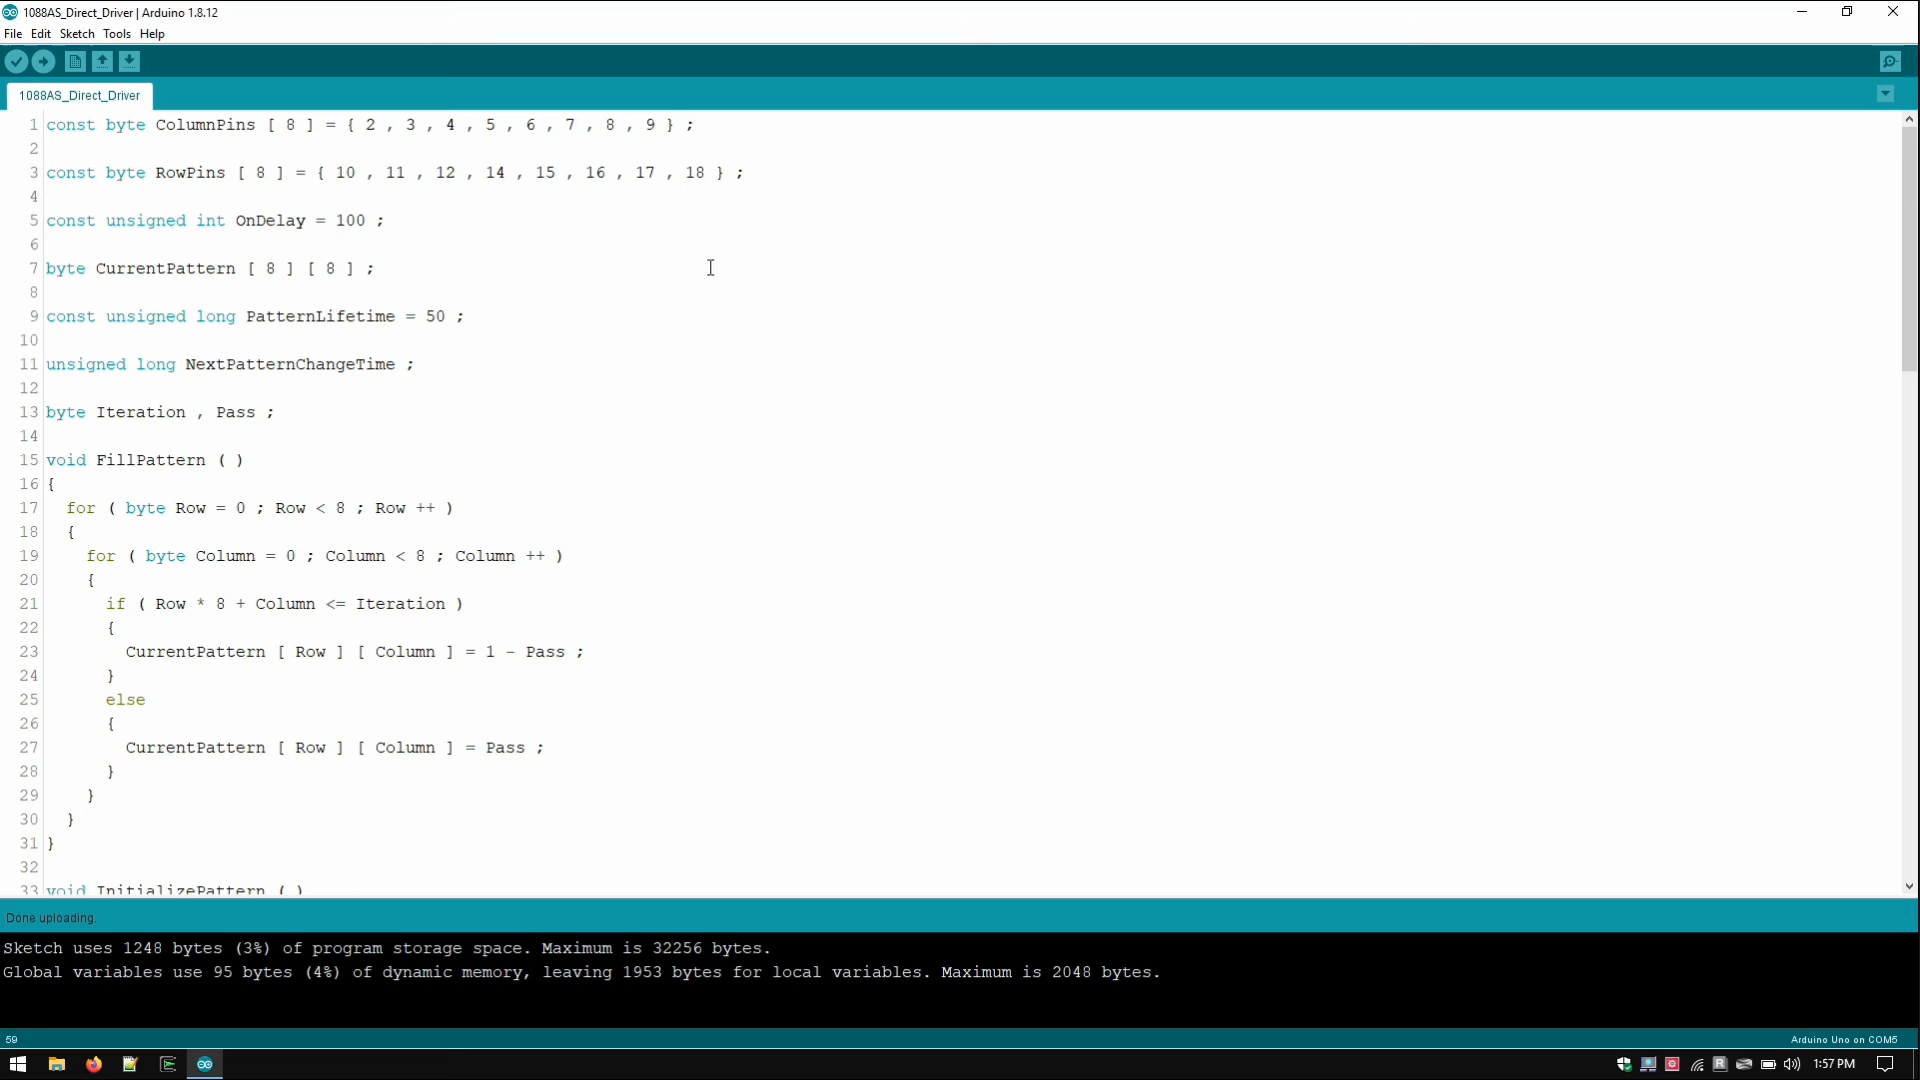 1088AS_Direct_Driver | Arduino 1.8.12
File Edit Sketch Tools Help
1088AS_Direct_Driver
1 const byte ColumnPins [ 8 ] = { 2 , 3 , 4 , 5 , 6 , 7 , 8 , 9 } ;
2
3 const byte RowPins [ 8 ] = { 10 , 11 , 12 , 14 , 15 , 16 , 17 , 18 } ;
4
5 const unsigned int OnDelay = 100 ;
6
7 byte CurrentPattern [ 8 ] [ 8 ] ;
8
9 const unsigned long PatternLifetime = 50 ;
10
11 unsigned long NextPatternChangeTime ;
12
13 byte Iteration , Pass ;
14
15 void FillPattern ( )
16 {
17 for ( byte Row = 0 ; Row < 8 ; Row ++ )
18 {
19 for ( byte Column = 0 ; Column < 8 ; Column ++ )
20 {
21 if ( Row * 8 + Column <= Iteration )
22 {
23 CurrentPattern [ Row ] [ Column ] = 1 - Pass ;
24 }
25 else
26 {
27 CurrentPattern [ Row ] [ Column ] = Pass ;
28 }
29 }
30 }
31 }
32
33 void InitializePattern ( )
Done uploading.
Sketch uses 1248 bytes (3%) of program storage space. Maximum is 32256 bytes.
Global variables use 95 bytes (4%) of dynamic memory, leaving 1953 bytes for local variables. Maximum is 2048 bytes.
59
Arduino Uno on COM5
1:57 PM